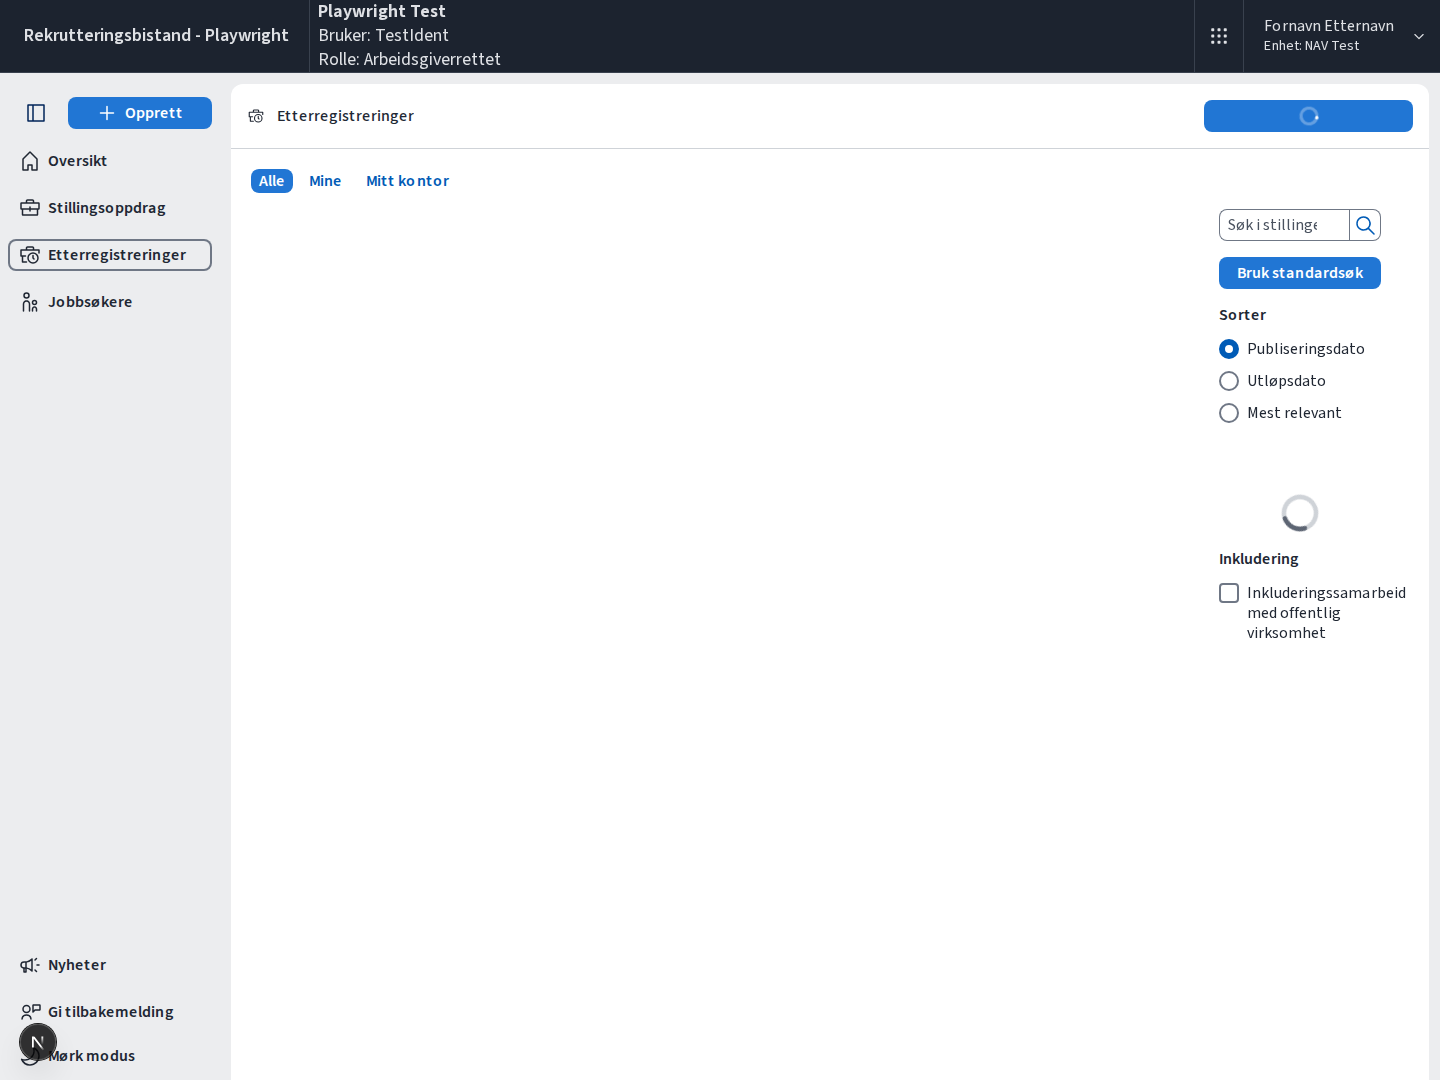 Rekrutteringsbistand - Playwright
Playwright Test
Bruker: TestIdent
Rolle: Arbeidsgiverrettet
Fornavn Etternavn
Enhet: NAV Test
Opprett
Oversikt
Stillingsoppdrag
Etterregistreringer
Jobbsøkere
Nyheter
Gi tilbakemelding
N
Mørk modus
Etterregistreringer
Alle
Mine
Mitt kontor
Søk i stillinge
Bruk standardsøk
Sorter
Publiseringsdato
Utløpsdato
Mest relevant
Inkludering
Inkluderingssamarbeid
med offentlig
virksomhet